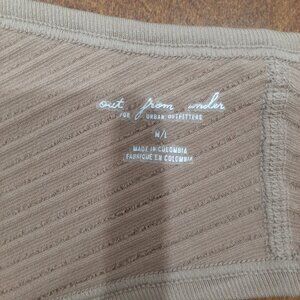 out from under
FOR URBAN OUTFITTERS
M/L
MADE IN COLOMBIA
FABRIQUÉ EN COLOMBIE